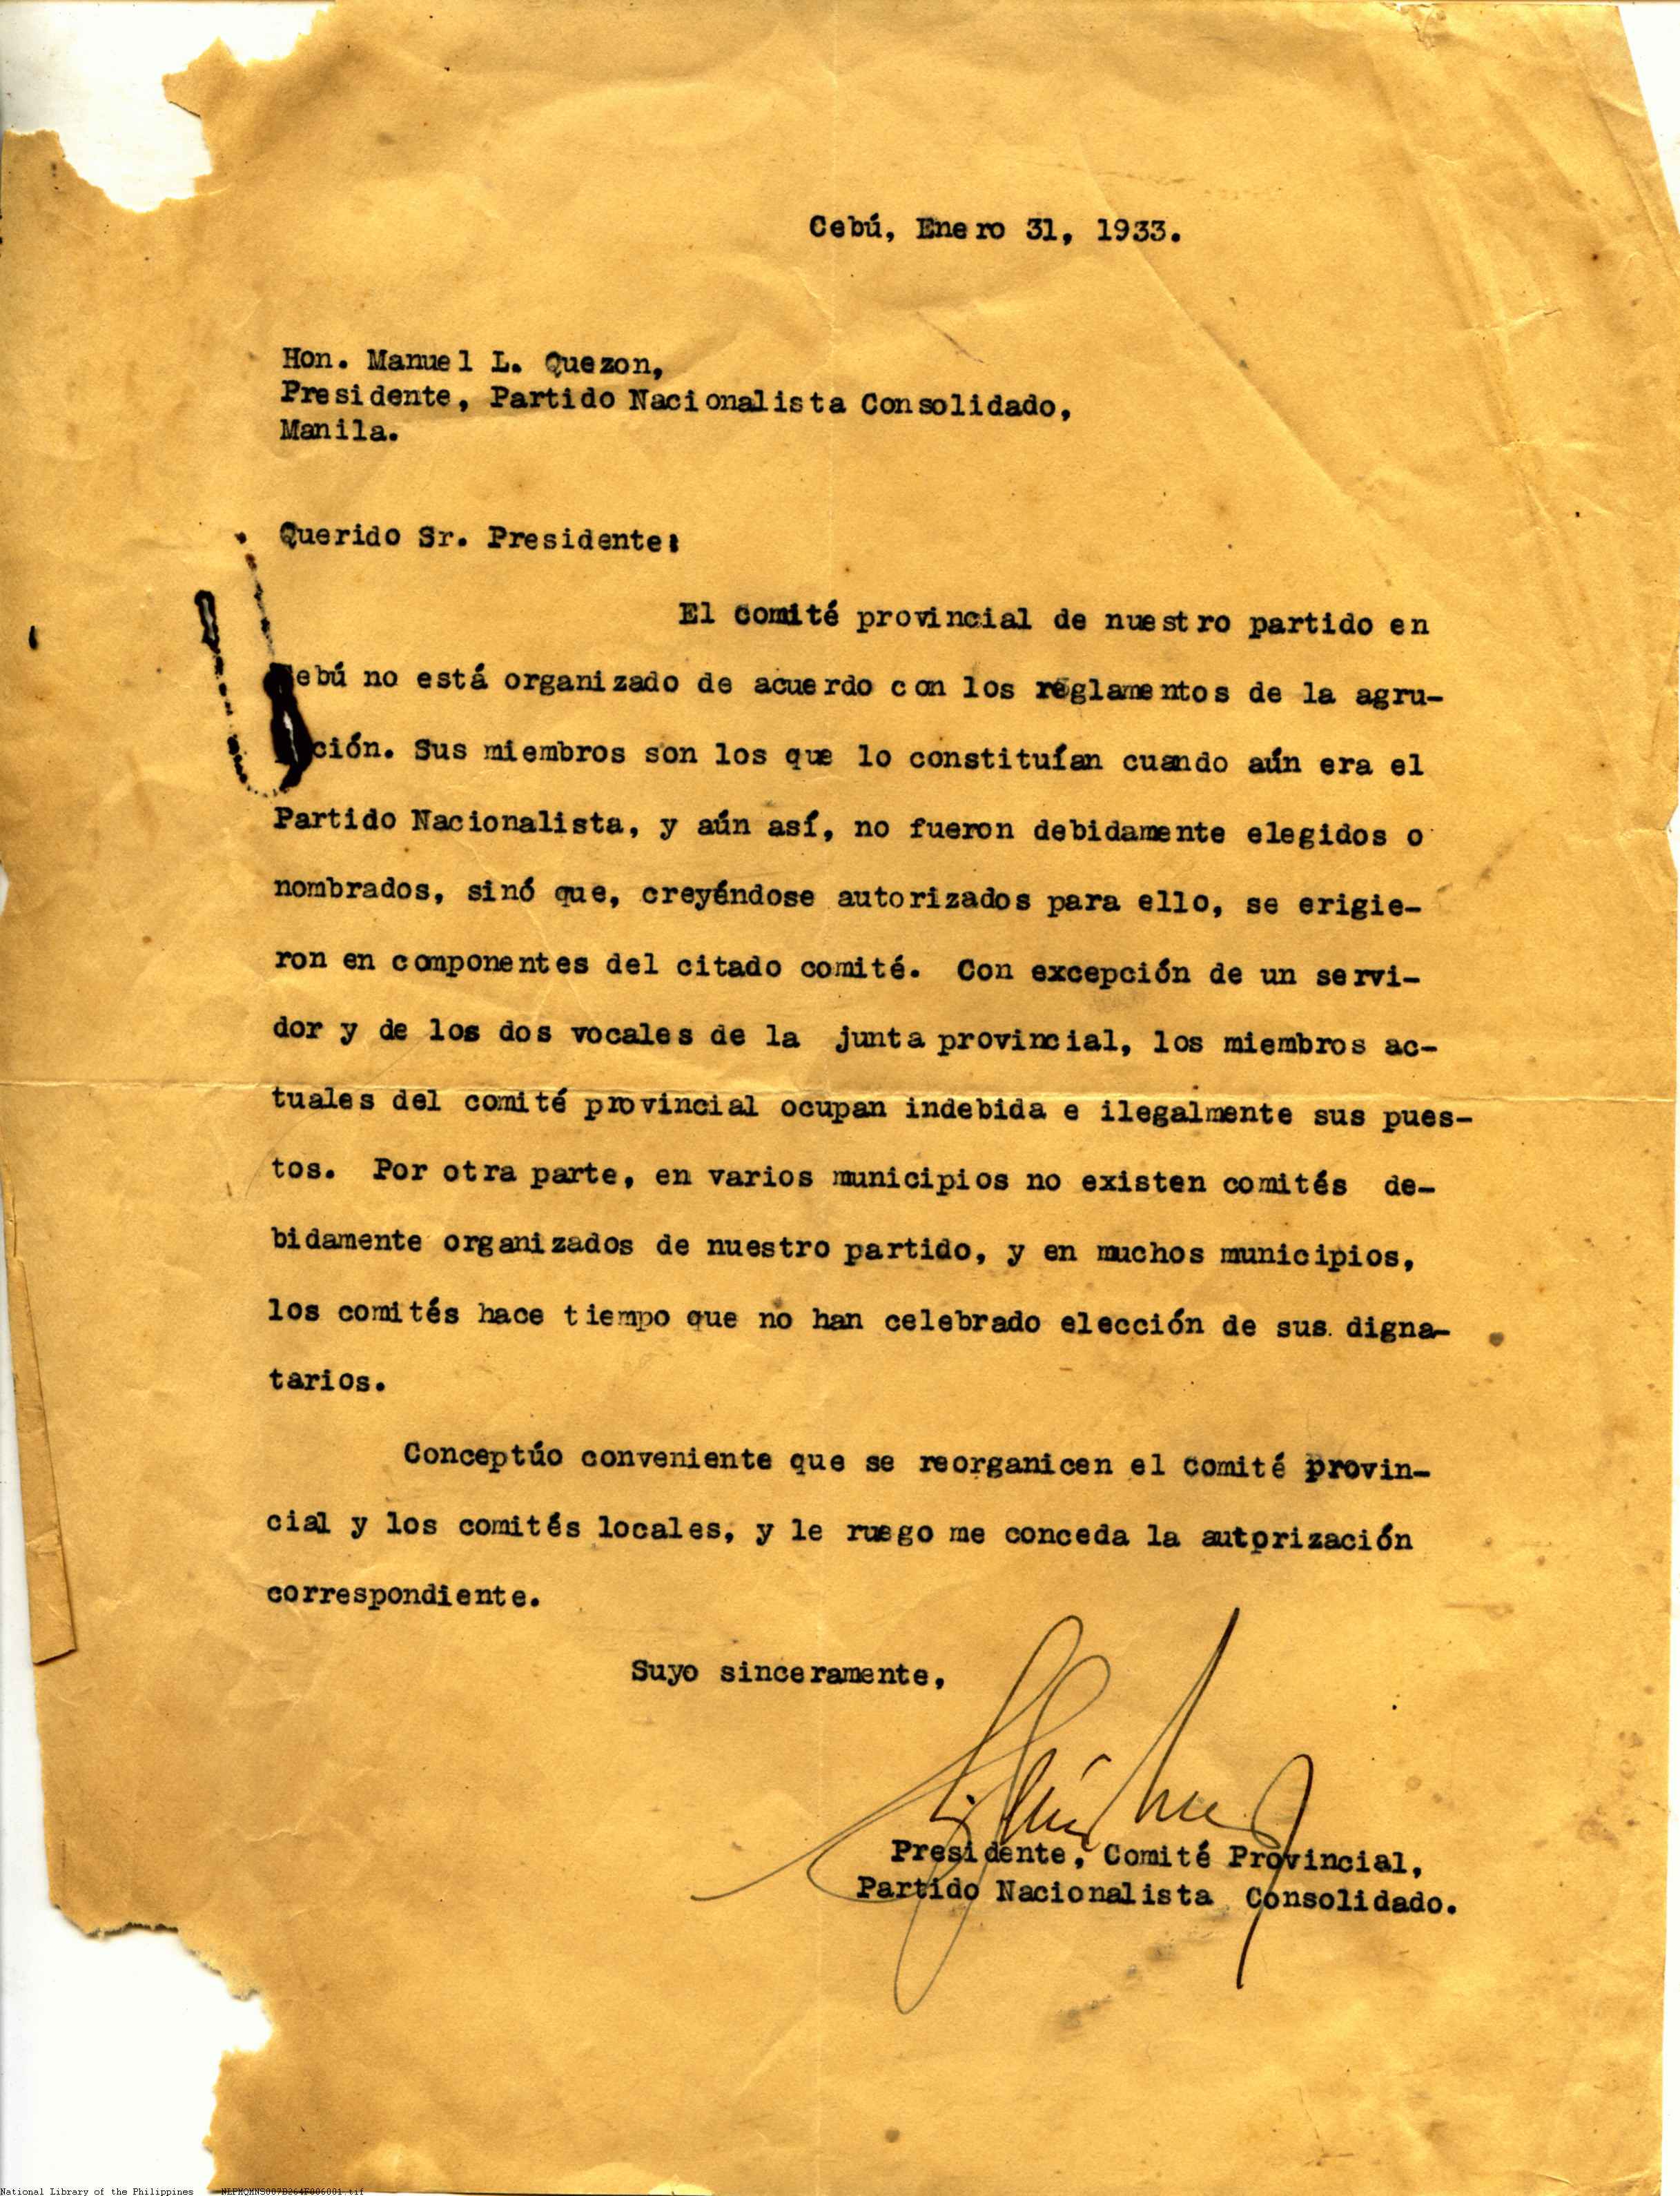 Cebú, Enero 31, 1933.
Hon. Manuel L. Quezon,
Presidente, Partido Nacionalista Consolidado,
Manila.
Querido Sr. Presidente:
El comité provincial de nuestro partido en
ebú no está organizado de acuerdo con los reglamentos de la agru-
ción. Sus miembros son los que lo constituían cuando aún era el
Partido Nacionalista, y aún así, no fueron debidamente elegidos o
nombrados, sinó que, creyéndose autorizados para ello, se erigie-
ron en componentes del citado comité. Con excepción de un servi-
dor y de los dos vocales de la junta provincial, los miembros ac-
tuales del comité provincial ocupan indebida e ilegalmente sus pues-
tos. Por otra parte, en varios municipios no existen comités de-
bidamente organizados de nuestro partido, y en muchos municipios,
los comités hace tiempo que no han celebrado elección de sus digna-
tarios.
Conceptúo conveniente que se reorganicen el comité provin-
cial y los comités locales, y le ruego me conceda la autorización
correspondiente.
Suyo sinceramente,
Presidente, Comité Provincial,
Partido Nacionalista Consolidado.
National Library of the Philippines NLPMQMNS007B264F006001.tif